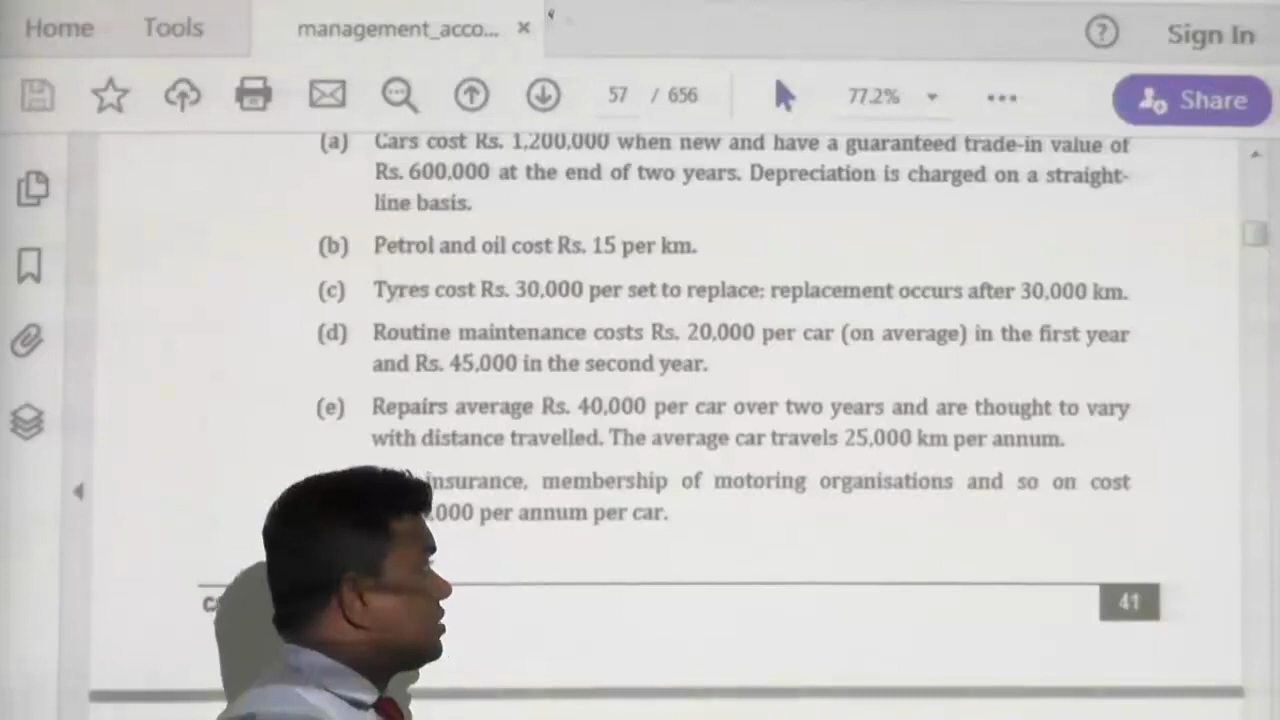 Home Tools management_acco... × ? Sign In
57 / 656 77.2% ... Share
(a) Cars cost Rs. 1,200,000 when new and have a guaranteed trade-in value of
Rs. 600,000 at the end of two years. Depreciation is charged on a straight-
line basis.
(b) Petrol and oil cost Rs. 15 per km.
(c) Tyres cost Rs. 30,000 per set to replace; replacement occurs after 30,000 km.
(d) Routine maintenance costs Rs. 20,000 per car (on average) in the first year
and Rs. 45,000 in the second year.
(e) Repairs average Rs. 40,000 per car over two years and are thought to vary
with distance travelled. The average car travels 25,000 km per annum.
insurance, membership of motoring organisations and so on cost
000 per annum per car.
41